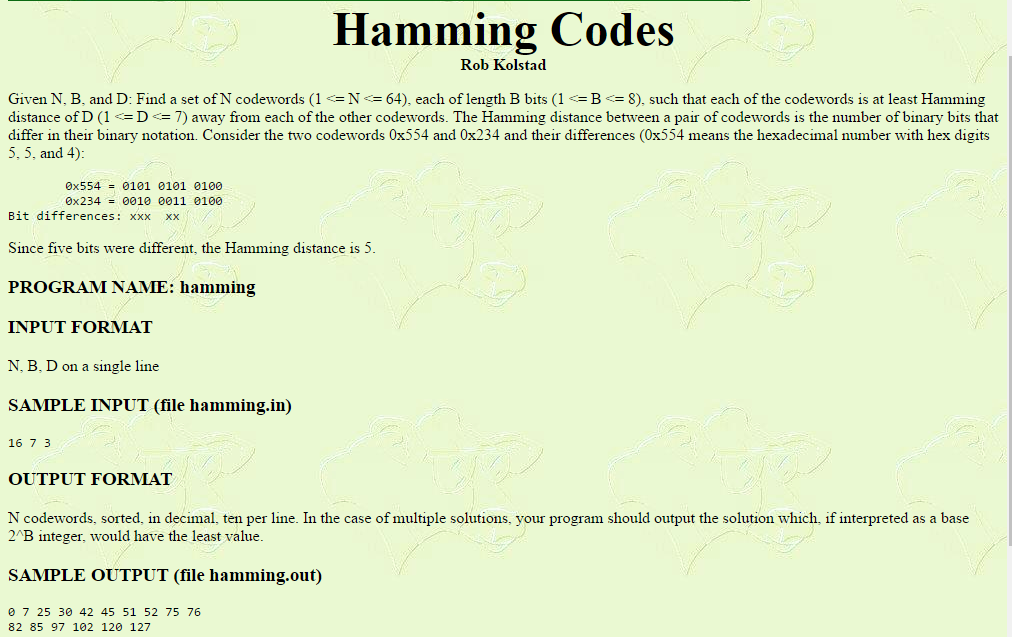 Hamming Codes
Rob Kolstad
Given N, B, and D: Find a set of N codewords (1 <= N <= 64), each of length B bits (1 <= B <= 8), such that each of the codewords is at least Hamming
distance of D (1 <= D <= 7) away from each of the other codewords. The Hamming distance between a pair of codewords is the number of binary bits that
differ in their binary notation. Consider the two codewords 0x554 and 0x234 and their differences (0x554 means the hexadecimal number with hex digits
5, 5, and 4):
0x554 = 0101 0101 0100
0x234 = 0010 0011 0100
Bit differences: xxx  xx
Since five bits were different, the Hamming distance is 5.
PROGRAM NAME: hamming
INPUT FORMAT
N, B, D on a single line
SAMPLE INPUT (file hamming.in)
16 7 3
OUTPUT FORMAT
N codewords, sorted, in decimal, ten per line. In the case of multiple solutions, your program should output the solution which, if interpreted as a base
2^B integer, would have the least value.
SAMPLE OUTPUT (file hamming.out)
0 7 25 30 42 45 51 52 75 76
82 85 97 102 120 127